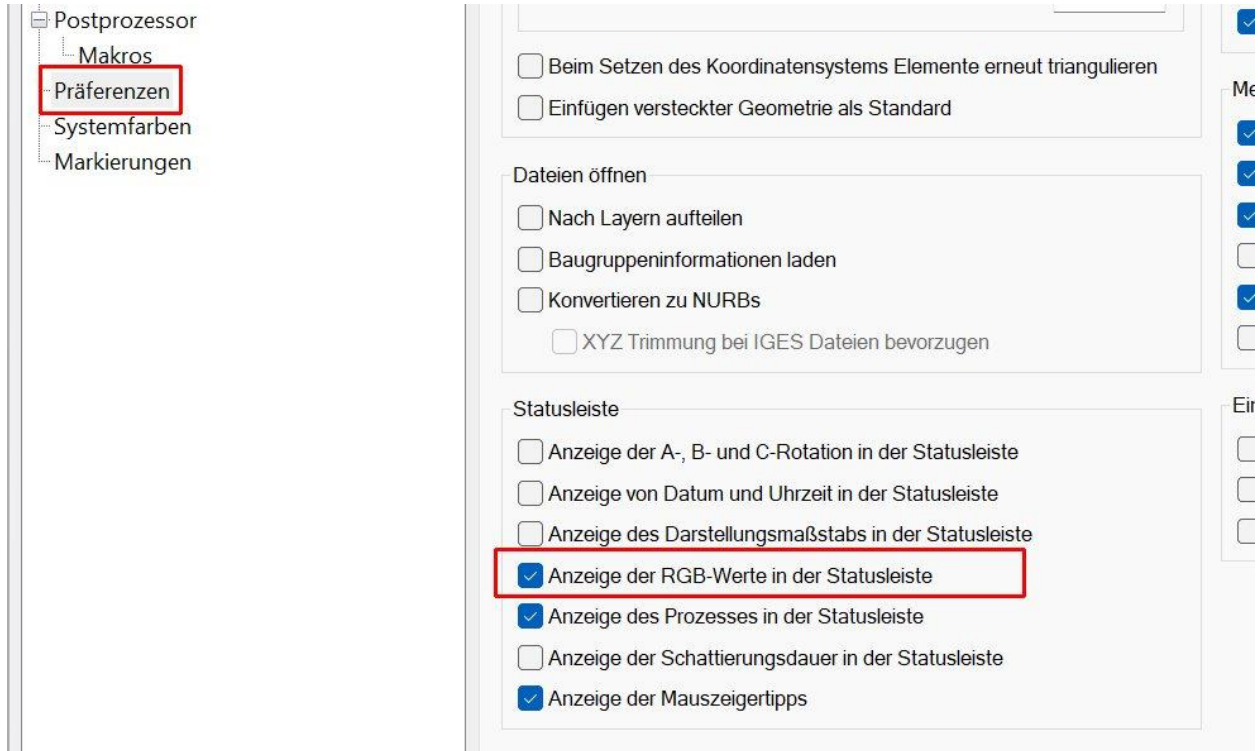 Postprozessor
Makros
Präferenzen
Systemfarben
Markierungen
Beim Setzen des Koordinatensystems Elemente erneut triangulieren
Einfügen versteckter Geometrie als Standard
Dateien öffnen
Nach Layern aufteilen
Baugruppeninformationen laden
Konvertieren zu NURBs
XYZ Trimmung bei IGES Dateien bevorzugen
Statusleiste
Anzeige der A-, B- und C-Rotation in der Statusleiste
Anzeige von Datum und Uhrzeit in der Statusleiste
Anzeige des Darstellungsmaßstabs in der Statusleiste
Anzeige der RGB-Werte in der Statusleiste
Anzeige des Prozesses in der Statusleiste
Anzeige der Schattierungsdauer in der Statusleiste
Anzeige der Mauszeigertipps